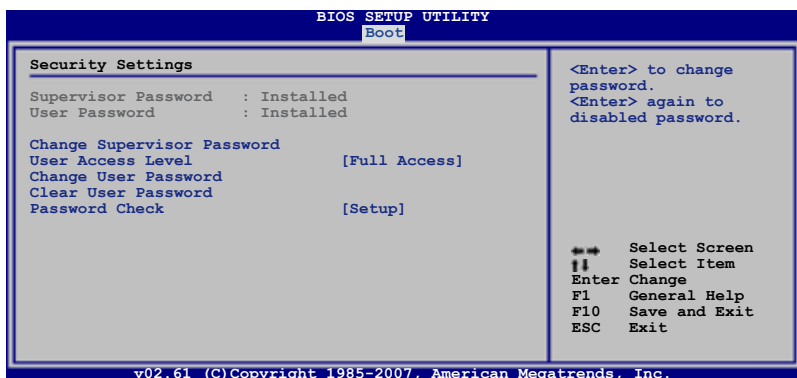 BIOS SETUP UTILITY
Boot
Security Settings
Supervisor Password : Installed
User Password : Installed
Change Supervisor Password
User Access Level [Full Access]
Change User Password
Clear User Password
Password Check [Setup]
<Enter> to change
password.
<Enter> again to
disabled password.
←→ Select Screen
↑↓ Select Item
Enter Change
F1 General Help
F10 Save and Exit
ESC Exit
v02.61 (C)Copyright 1985-2007, American Megatrends, Inc.